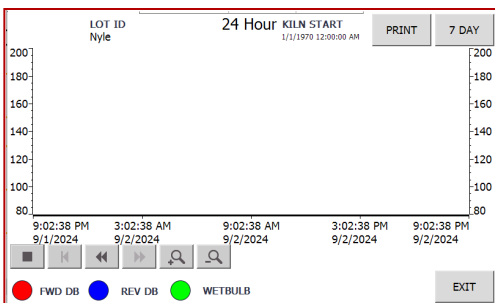 LOT ID 24 Hour KILN START PRINT 7 DAY
Nyle 1/1/1970 12:00:00 AM
200 200
180 180
160 160
140 140
120 120
100 100
80 80
9:02:38 PM 3:02:38 AM 9:02:38 AM 3:02:38 PM 9:02:38 PM
9/1/2024 9/2/2024 9/2/2024 9/2/2024 9/2/2024
FWD DB REV DB WETBULB EXIT